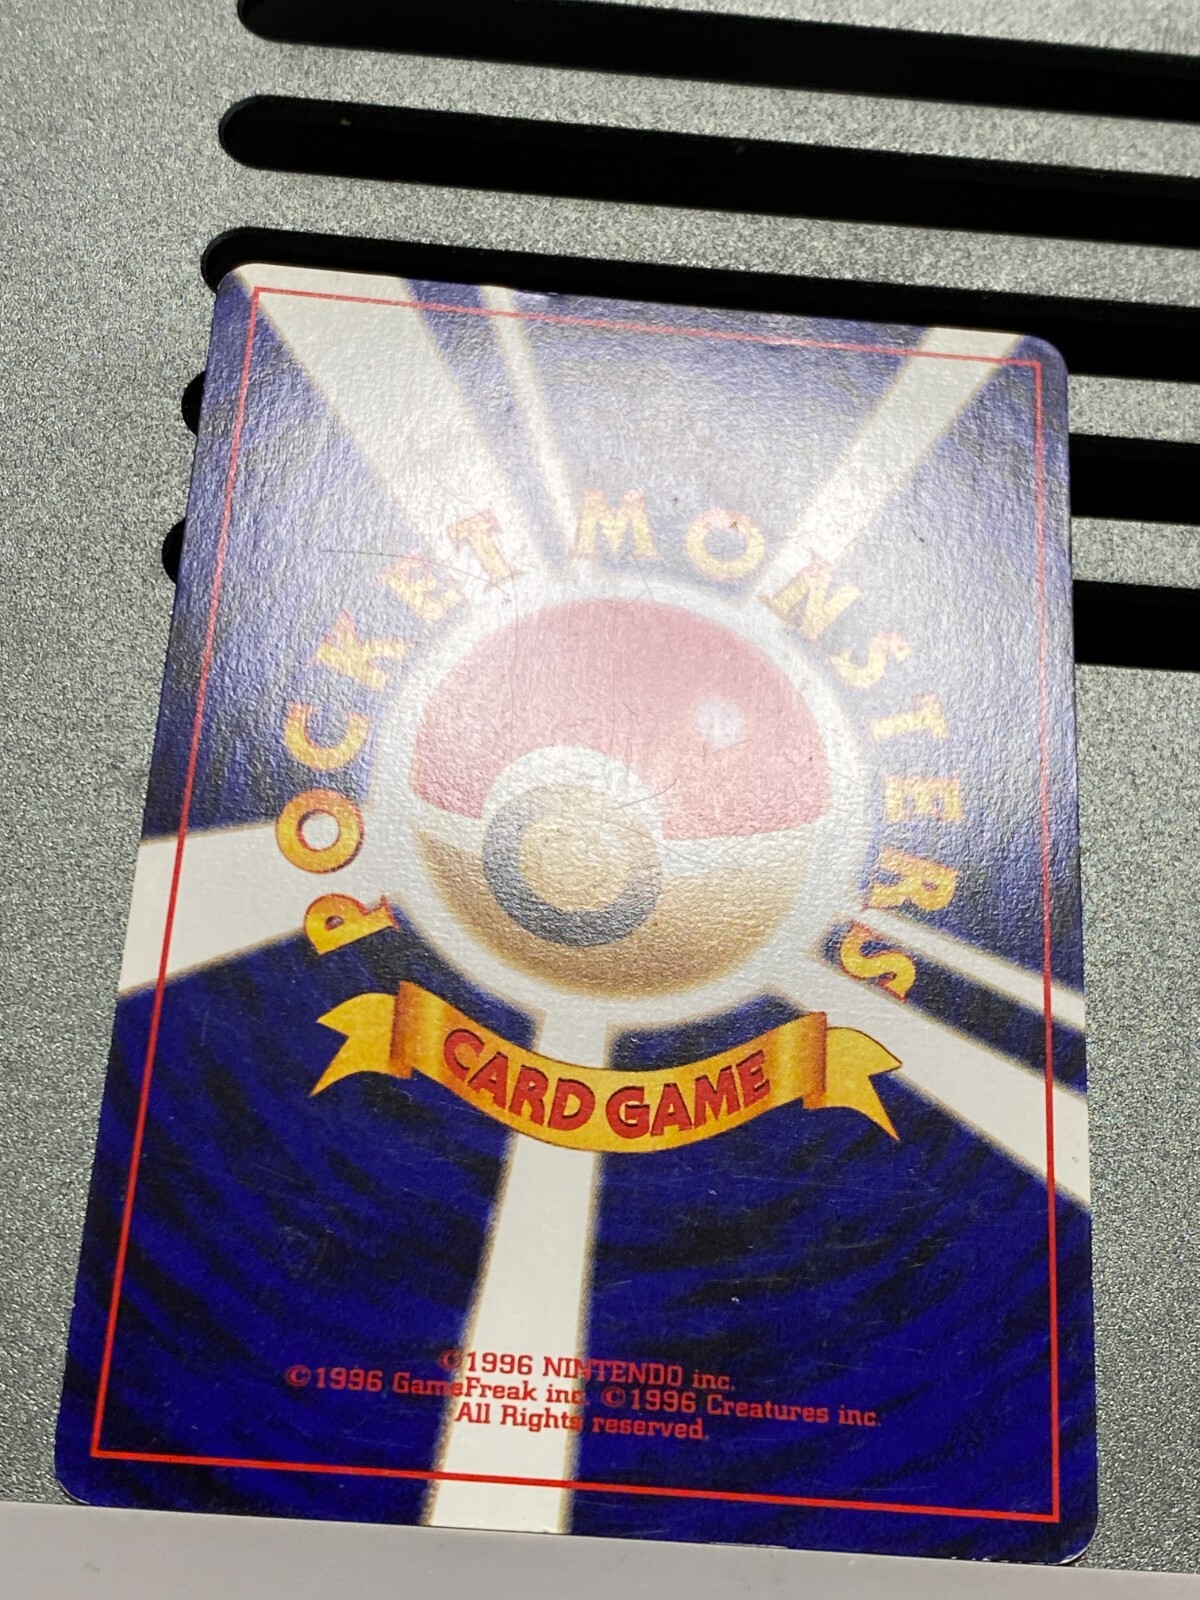 POCKET MONSTERS
CARD GAME
©1996 NINTENDO inc.
©1996 GameFreak inc. ©1996 Creatures inc.
All Rights reserved.